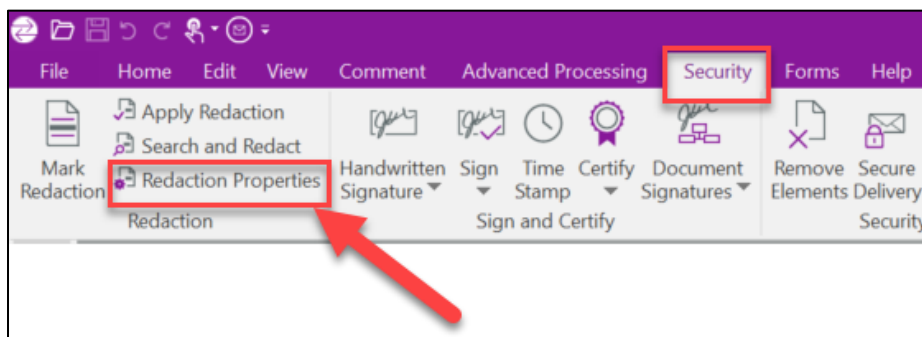 File Home Edit View Comment Advanced Processing Security Forms Help
Mark Redaction
Apply Redaction
Search and Redact
Redaction Properties
Redaction
Handwritten Signature
Sign
Time Stamp
Certify
Document Signatures
Sign and Certify
Remove Elements
Secure Delivery
Security